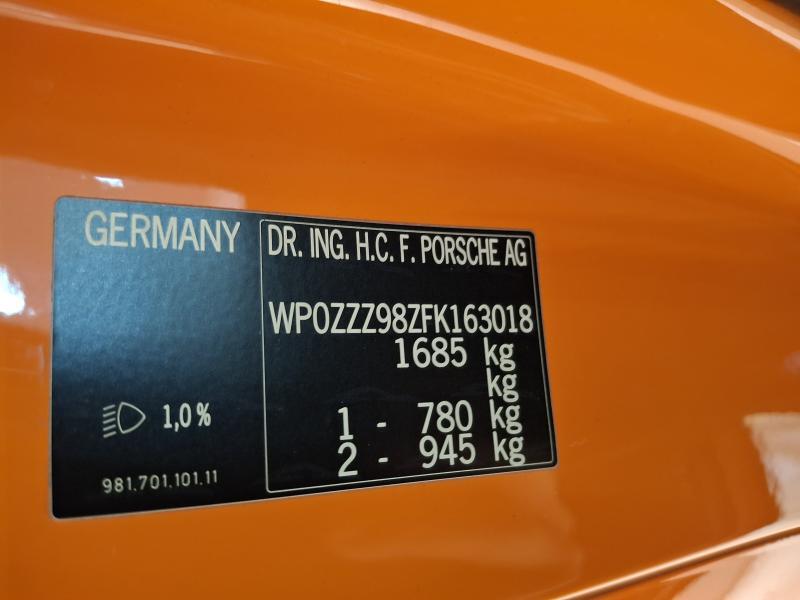 GERMANY
DR. ING. H.C. F. PORSCHE AG
WP0ZZZ98ZFK163018
1685 kg
kg
1 - 780 kg
2 - 945 kg
1,0%
981.701.101.11